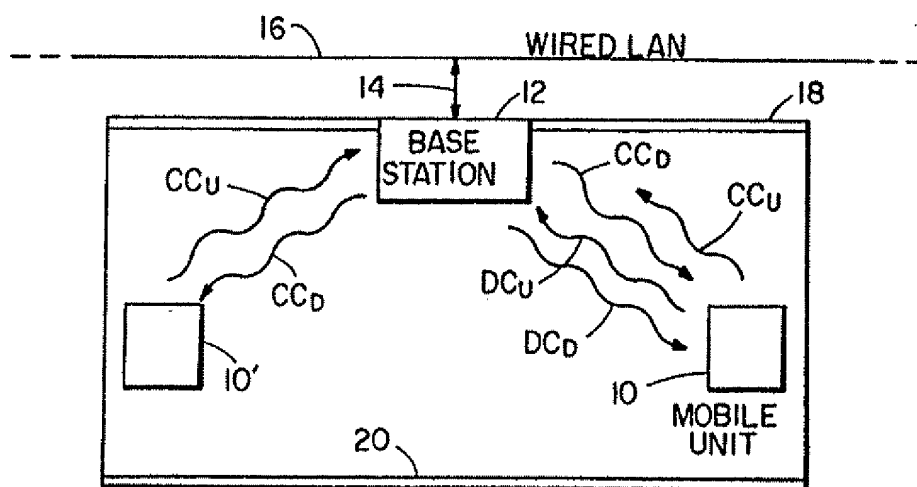 16
WIRED LAN
14
12
18
BASE
STATION
CCU
CCD
CCD
CCU
DCU
DCD
10'
10
MOBILE
UNIT
20